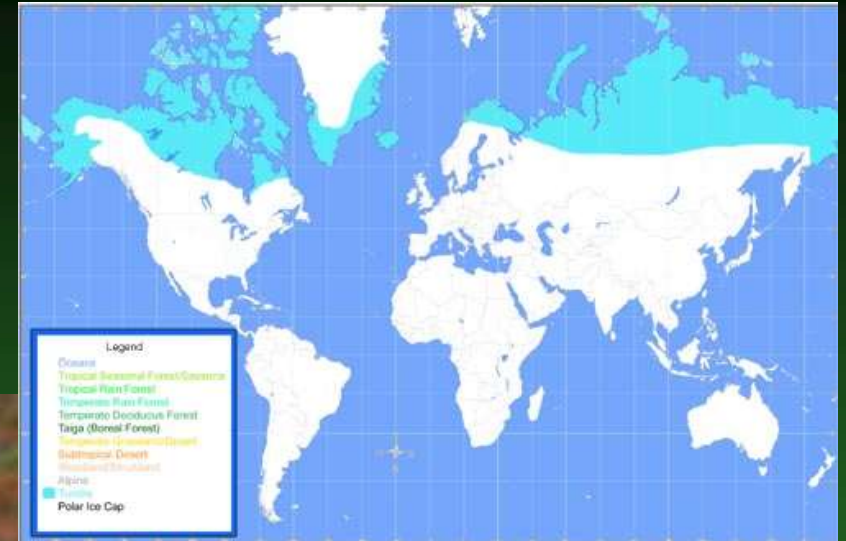 Legend
Oceans
Tropical Seasonal Forest/Savanna
Tropical Rain Forest
Temperate Rain Forest
Temperate Deciduous Forest
Taiga (Boreal Forest)
Temperate Grassland/Desert
Subtropical Desert
Woodland/Shrubland
Alpine
Tundra
Polar Ice Cap